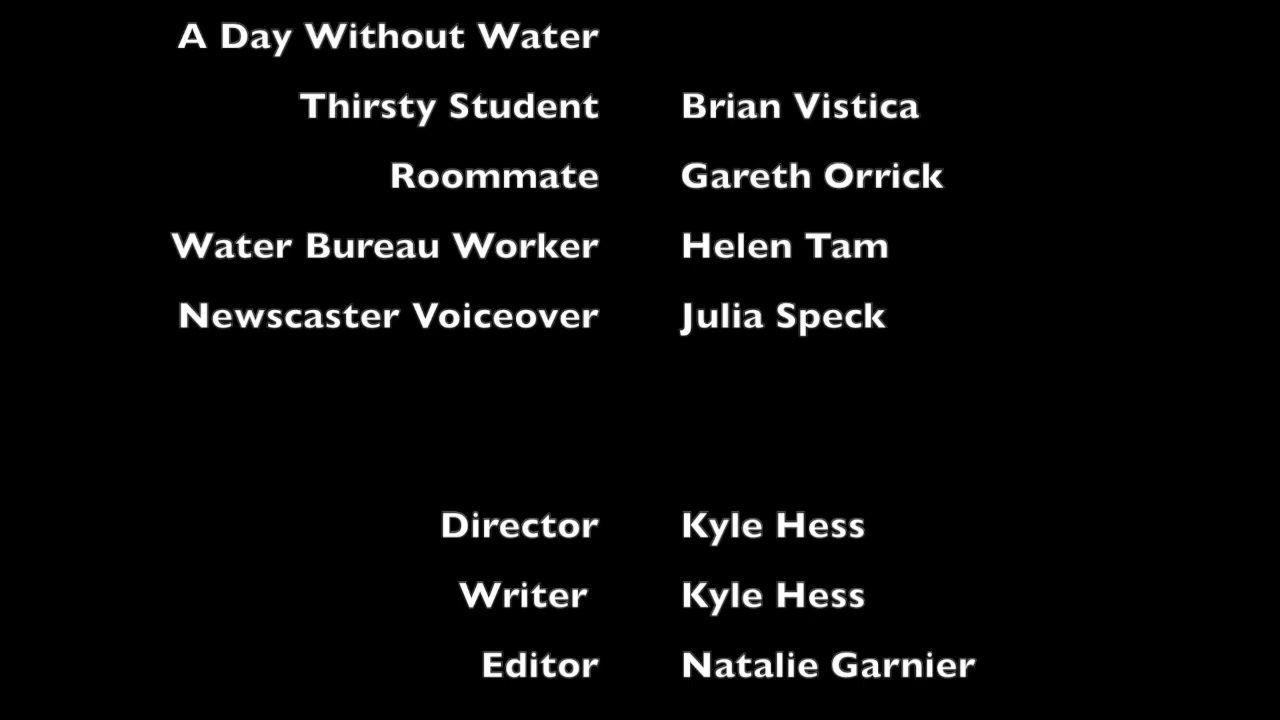 A Day Without Water
Thirsty Student Brian Vistica
Roommate Gareth Orrick
Water Bureau Worker Helen Tam
Newscaster Voiceover Julia Speck
Director Kyle Hess
Writer Kyle Hess
Editor Natalie Garnier